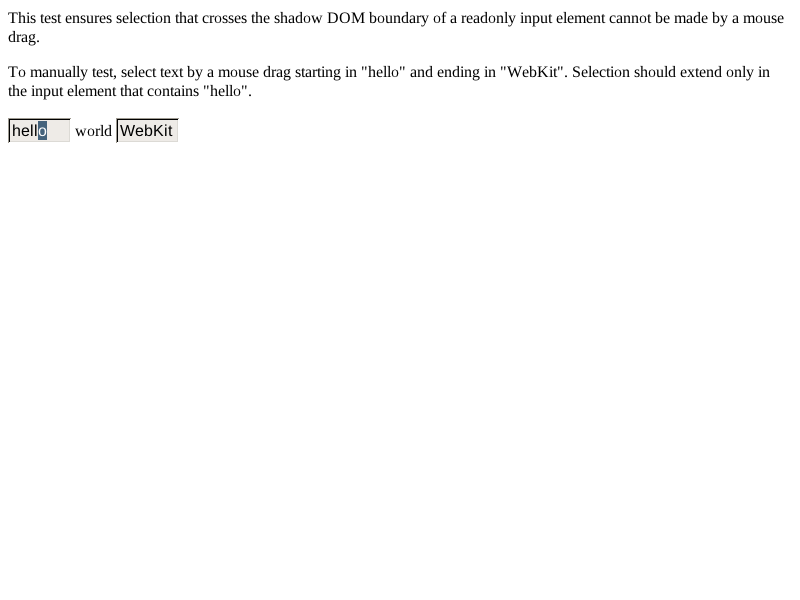 This test ensures selection that crosses the shadow DOM boundary of a readonly input element cannot be made by a mouse
drag.
To manually test, select text by a mouse drag starting in "hello" and ending in "WebKit". Selection should extend only in
the input element that contains "hello".
hello world WebKit